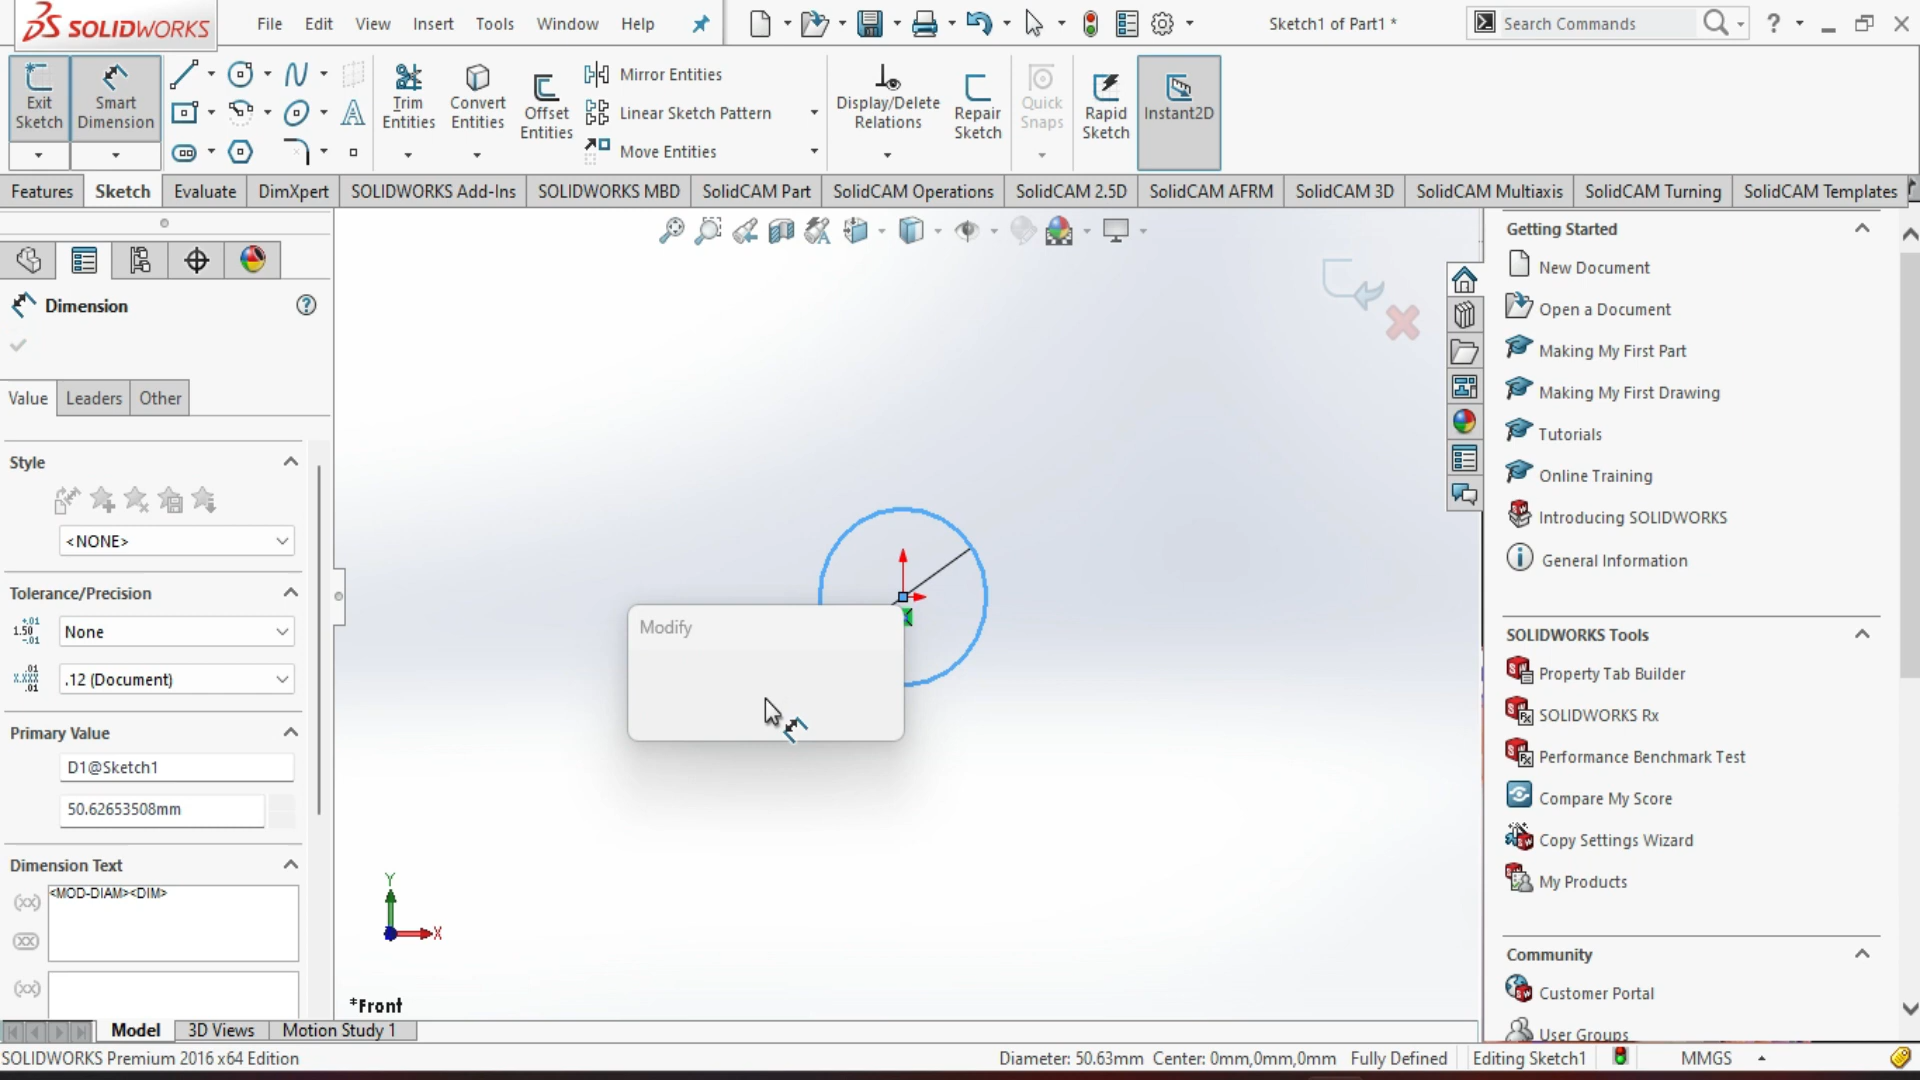 SOLIDWORKS
File Edit View Insert Tools Window Help
Sketch1 of Part1 *
Search Commands
Exit Sketch
Smart Dimension
Trim Entities
Convert Entities
Offset Entities
Mirror Entities
Linear Sketch Pattern
Move Entities
Display/Delete Relations
Repair Sketch
Quick Snaps
Rapid Sketch
Instant2D
Features Sketch Evaluate DimXpert SOLIDWORKS Add-Ins SOLIDWORKS MBD SolidCAM Part SolidCAM Operations SolidCAM 2.5D SolidCAM AFRM SolidCAM 3D SolidCAM Multiaxis SolidCAM Turning SolidCAM Templates
Dimension
Value Leaders Other
Style
<NONE>
Tolerance/Precision
None
.12 (Document)
Primary Value
D1@Sketch1
50.62653508mm
Dimension Text
<MOD-DIAM><DIM>
Modify
Y
X
*Front
Getting Started
New Document
Open a Document
Making My First Part
Making My First Drawing
Tutorials
Online Training
Introducing SOLIDWORKS
General Information
SOLIDWORKS Tools
Property Tab Builder
SOLIDWORKS Rx
Performance Benchmark Test
Compare My Score
Copy Settings Wizard
My Products
Community
Customer Portal
User Groups
Model 3D Views Motion Study 1
SOLIDWORKS Premium 2016 x64 Edition
Diameter: 50.63mm Center: 0mm,0mm,0mm Fully Defined Editing Sketch1 MMGS